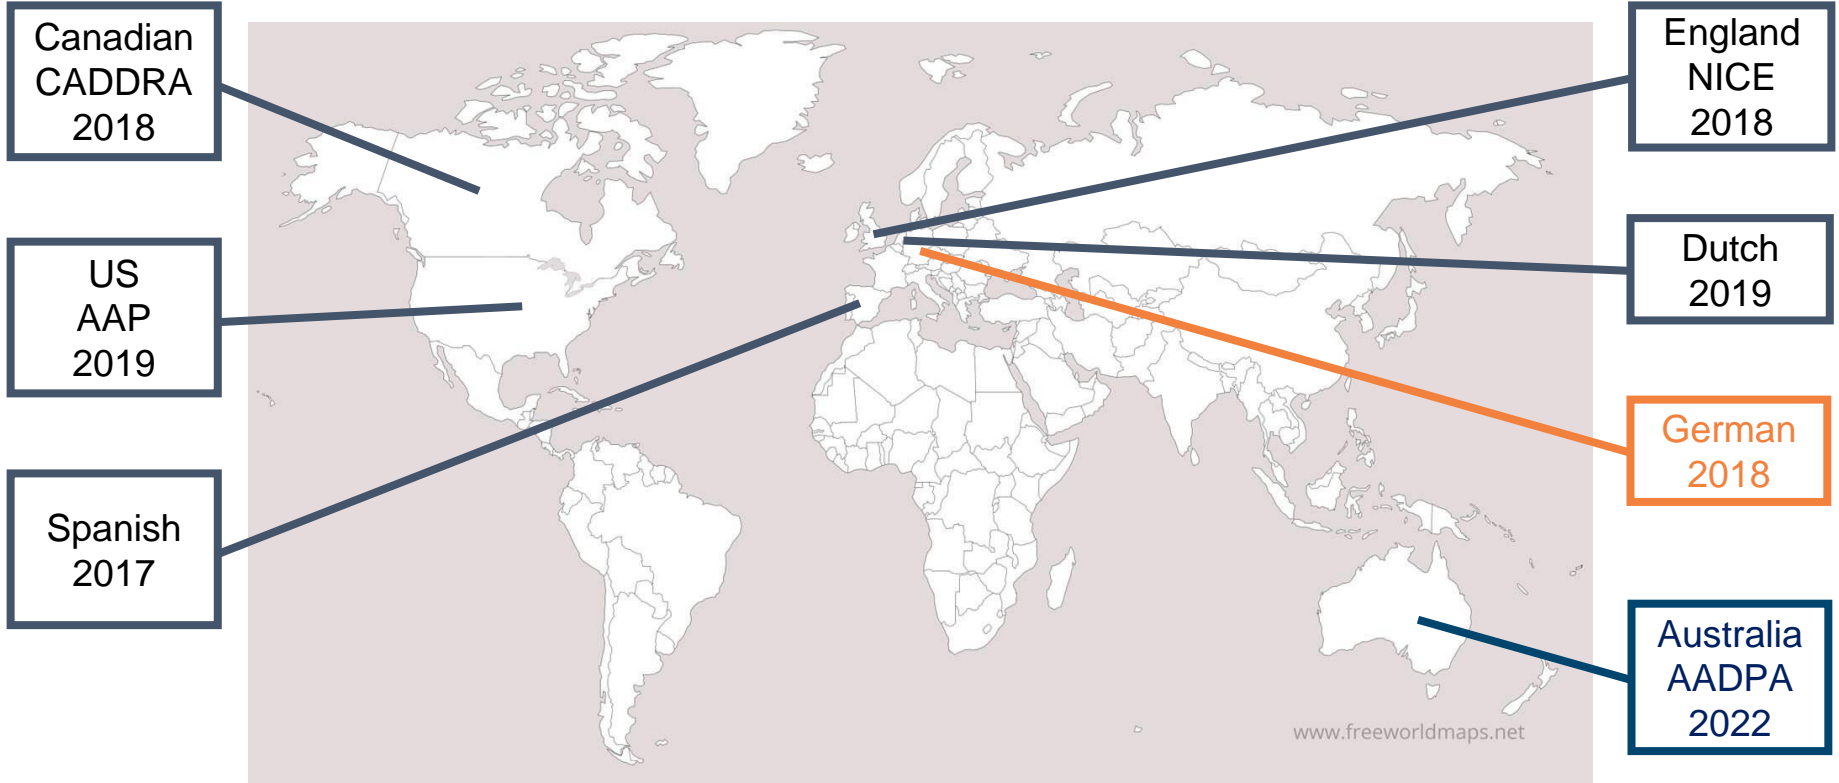 Canadian
CADDRA
2018
US
AAP
2019
Spanish
2017
England
NICE
2018
Dutch
2019
German
2018
Australia
AADPA
2022
www.freeworldmaps.net